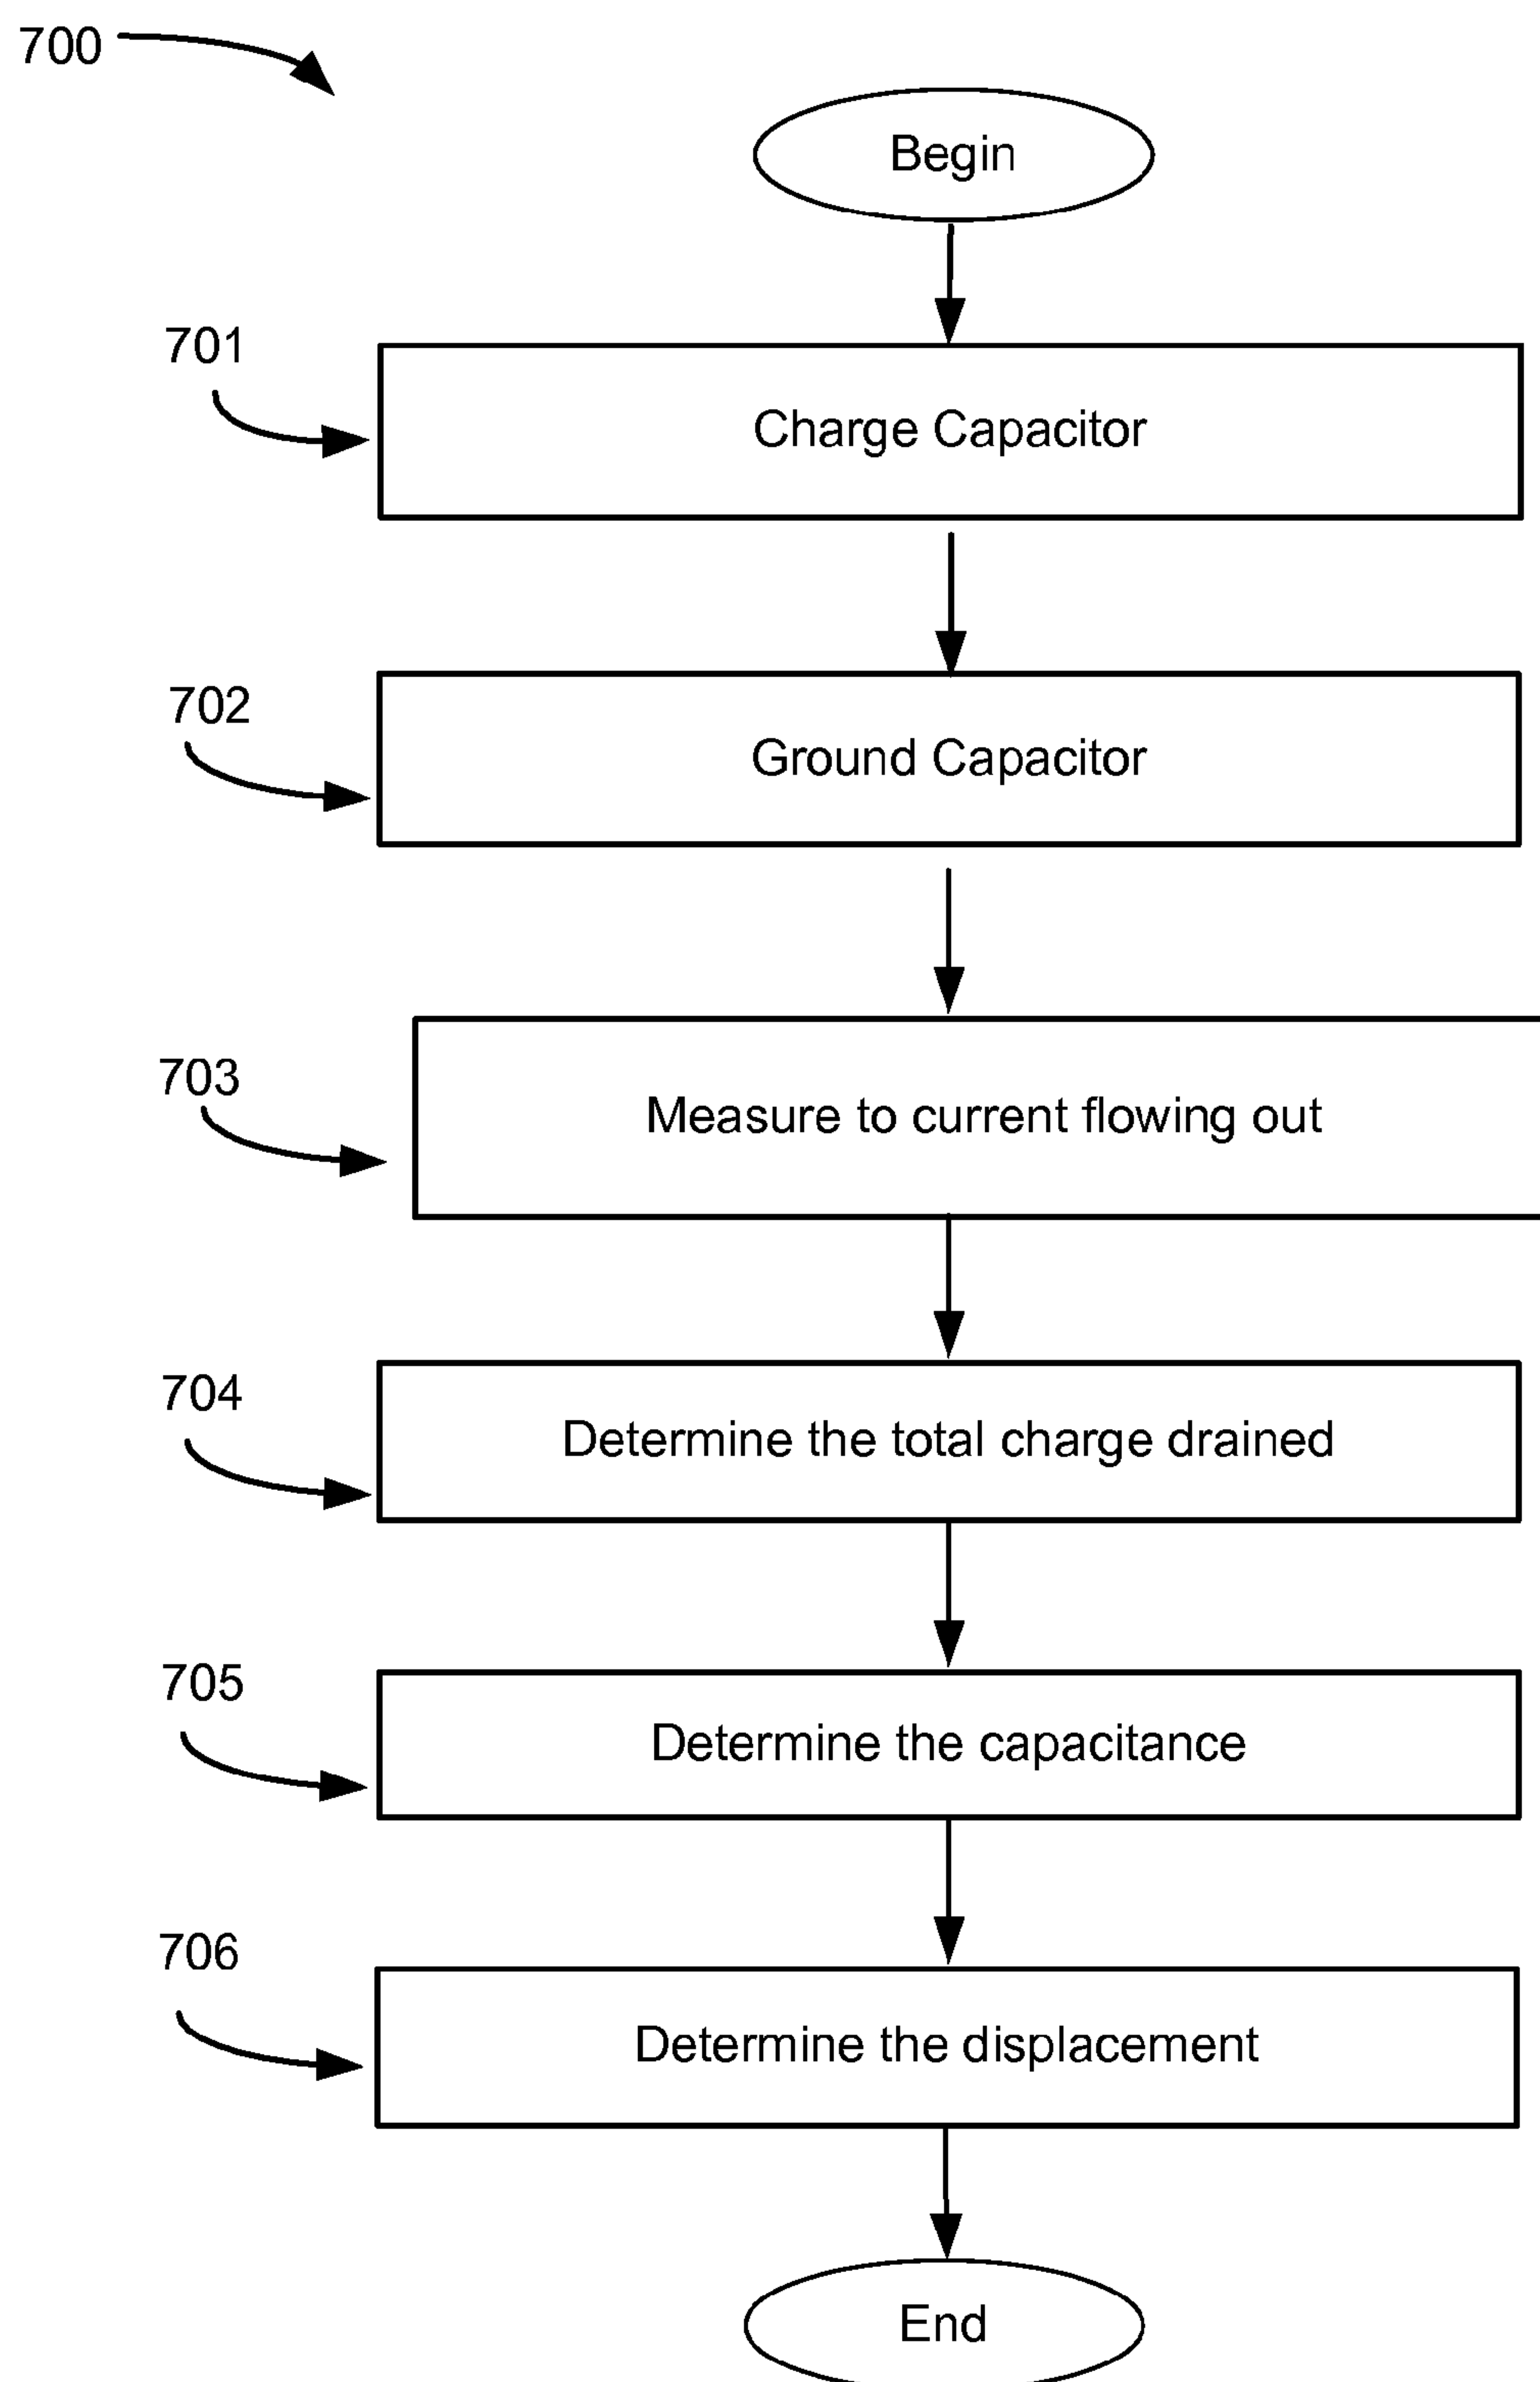 700
Begin
701
Charge Capacitor
702
Ground Capacitor
703
Measure to current flowing out
704
Determine the total charge drained
705
Determine the capacitance
706
Determine the displacement
End